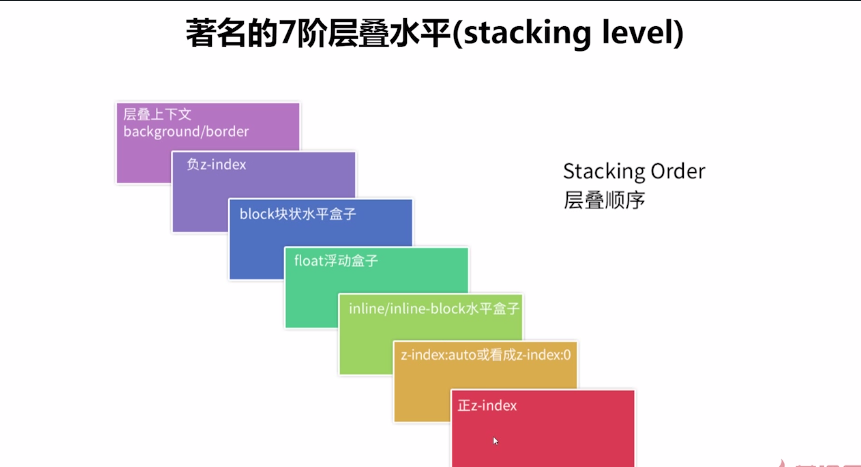 著名的7阶层叠水平(stacking level)
层叠上下文
background/border
负z-index
block块状水平盒子
float浮动盒子
inline/inline-block水平盒子
z-index:auto或看成z-index:0
正z-index
Stacking Order
层叠顺序